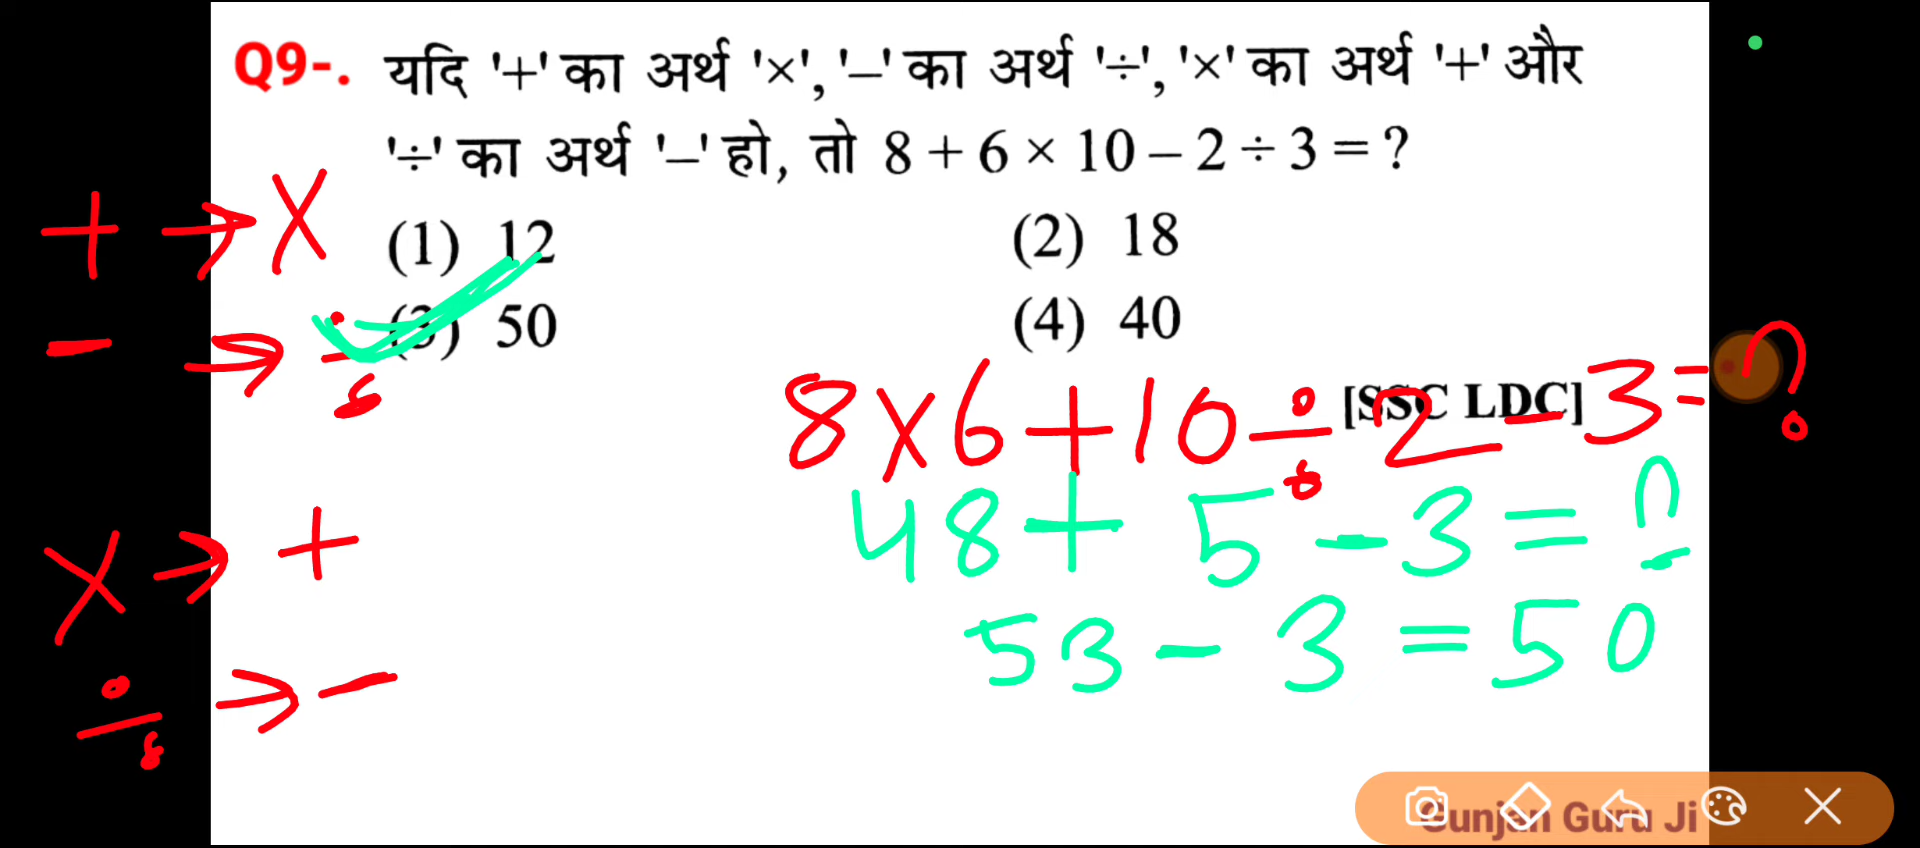 Q9-. यदि '+' का अर्थ '×', '–' का अर्थ '÷', '×' का अर्थ '+' और
'÷' का अर्थ '–' हो, तो 8 + 6 × 10 – 2 ÷ 3 = ?
(1) 12
(2) 18
(3) 50
(4) 40
[SSC LDC]
+ → ×
- → ÷
× → +
÷ → -
8×6+10÷2-3=?
48+5-3=?
53-3=50
Gunjan Guru Ji